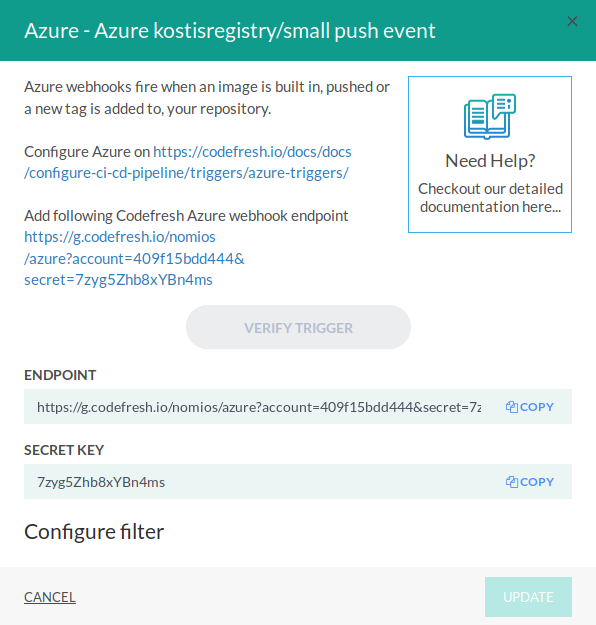 Azure - Azure kostisregistry/small push event
Azure webhooks fire when an image is built in, pushed or
a new tag is added to, your repository.
Configure Azure on https://codefresh.io/docs/docs
/configure-ci-cd-pipeline/triggers/azure-triggers/
Add following Codefresh Azure webhook endpoint
https://g.codefresh.io/nomios
/azure?account=409f15bdd444&
secret=7zyg5Zhb8xYBn4ms
Need Help?
Checkout our detailed
documentation here...
VERIFY TRIGGER
ENDPOINT
https://g.codefresh.io/nomios/azure?account=409f15bdd444&secret=7z
COPY
SECRET KEY
7zyg5Zhb8xYBn4ms
COPY
Configure filter
CANCEL
UPDATE